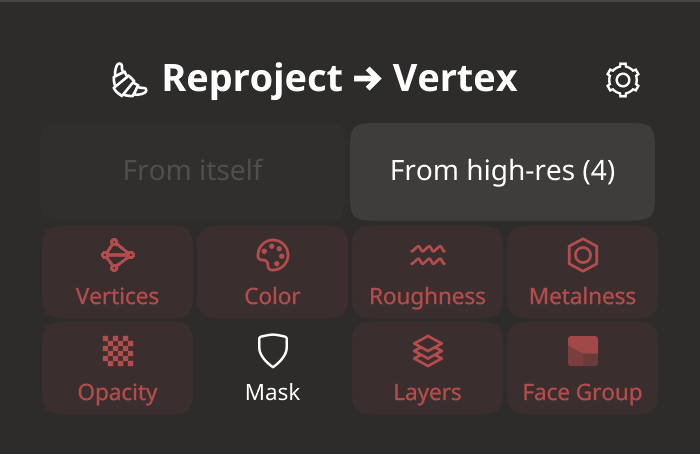 Reproject → Vertex
From itself
From high-res (4)
Vertices
Color
Roughness
Metalness
Opacity
Mask
Layers
Face Group